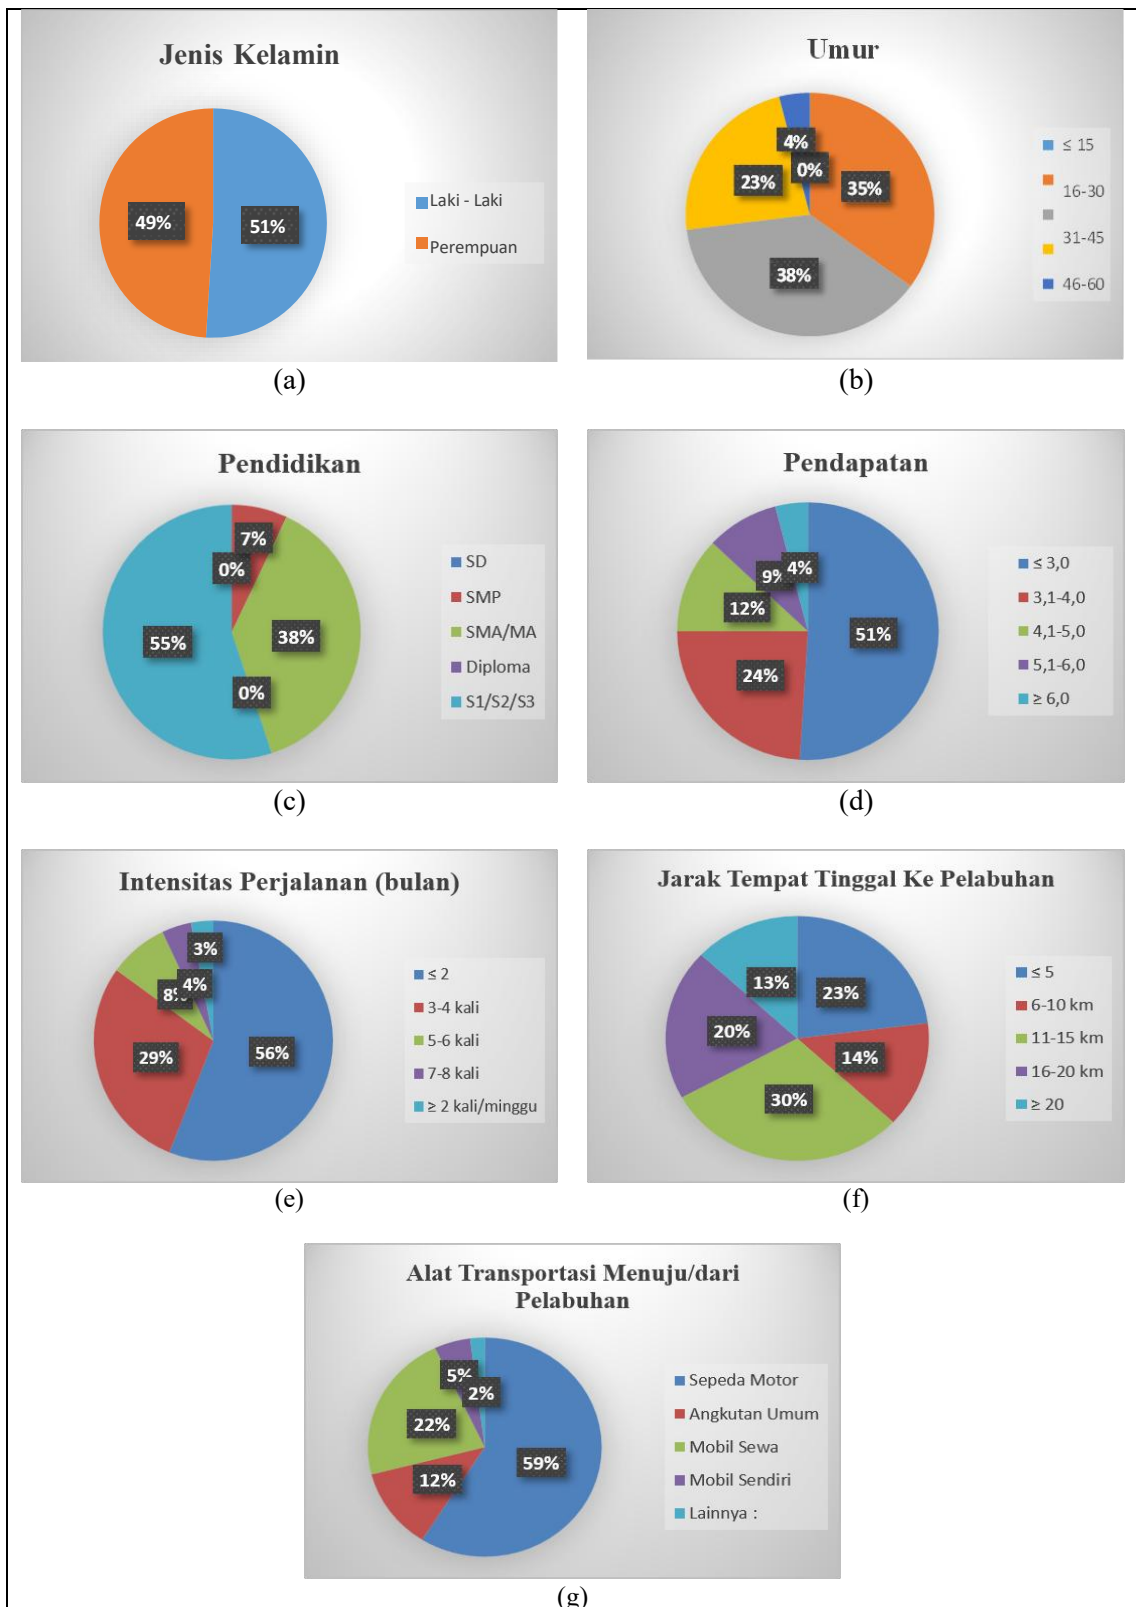 Jenis Kelamin
49%
51%
Laki - Laki
Perempuan
(a)
Umur
4%
0%
23%
35%
38%
≤ 15
16-30
31-45
46-60
(b)
Pendidikan
7%
0%
55%
38%
0%
SD
SMP
SMA/MA
Diploma
S1/S2/S3
(c)
Pendapatan
9%
4%
12%
51%
24%
≤ 3,0
3,1-4,0
4,1-5,0
5,1-6,0
≥ 6,0
(d)
Intensitas Perjalanan (bulan)
3%
4%
8%
29%
56%
≤ 2
3-4 kali
5-6 kali
7-8 kali
≥ 2 kali/minggu
(e)
Jarak Tempat Tinggal Ke Pelabuhan
13%
23%
20%
14%
30%
≤ 5
6-10 km
11-15 km
16-20 km
≥ 20
(f)
Alat Transportasi Menuju/dari
Pelabuhan
5%
2%
22%
59%
12%
Sepeda Motor
Angkutan Umum
Mobil Sewa
Mobil Sendiri
Lainnya :
(g)